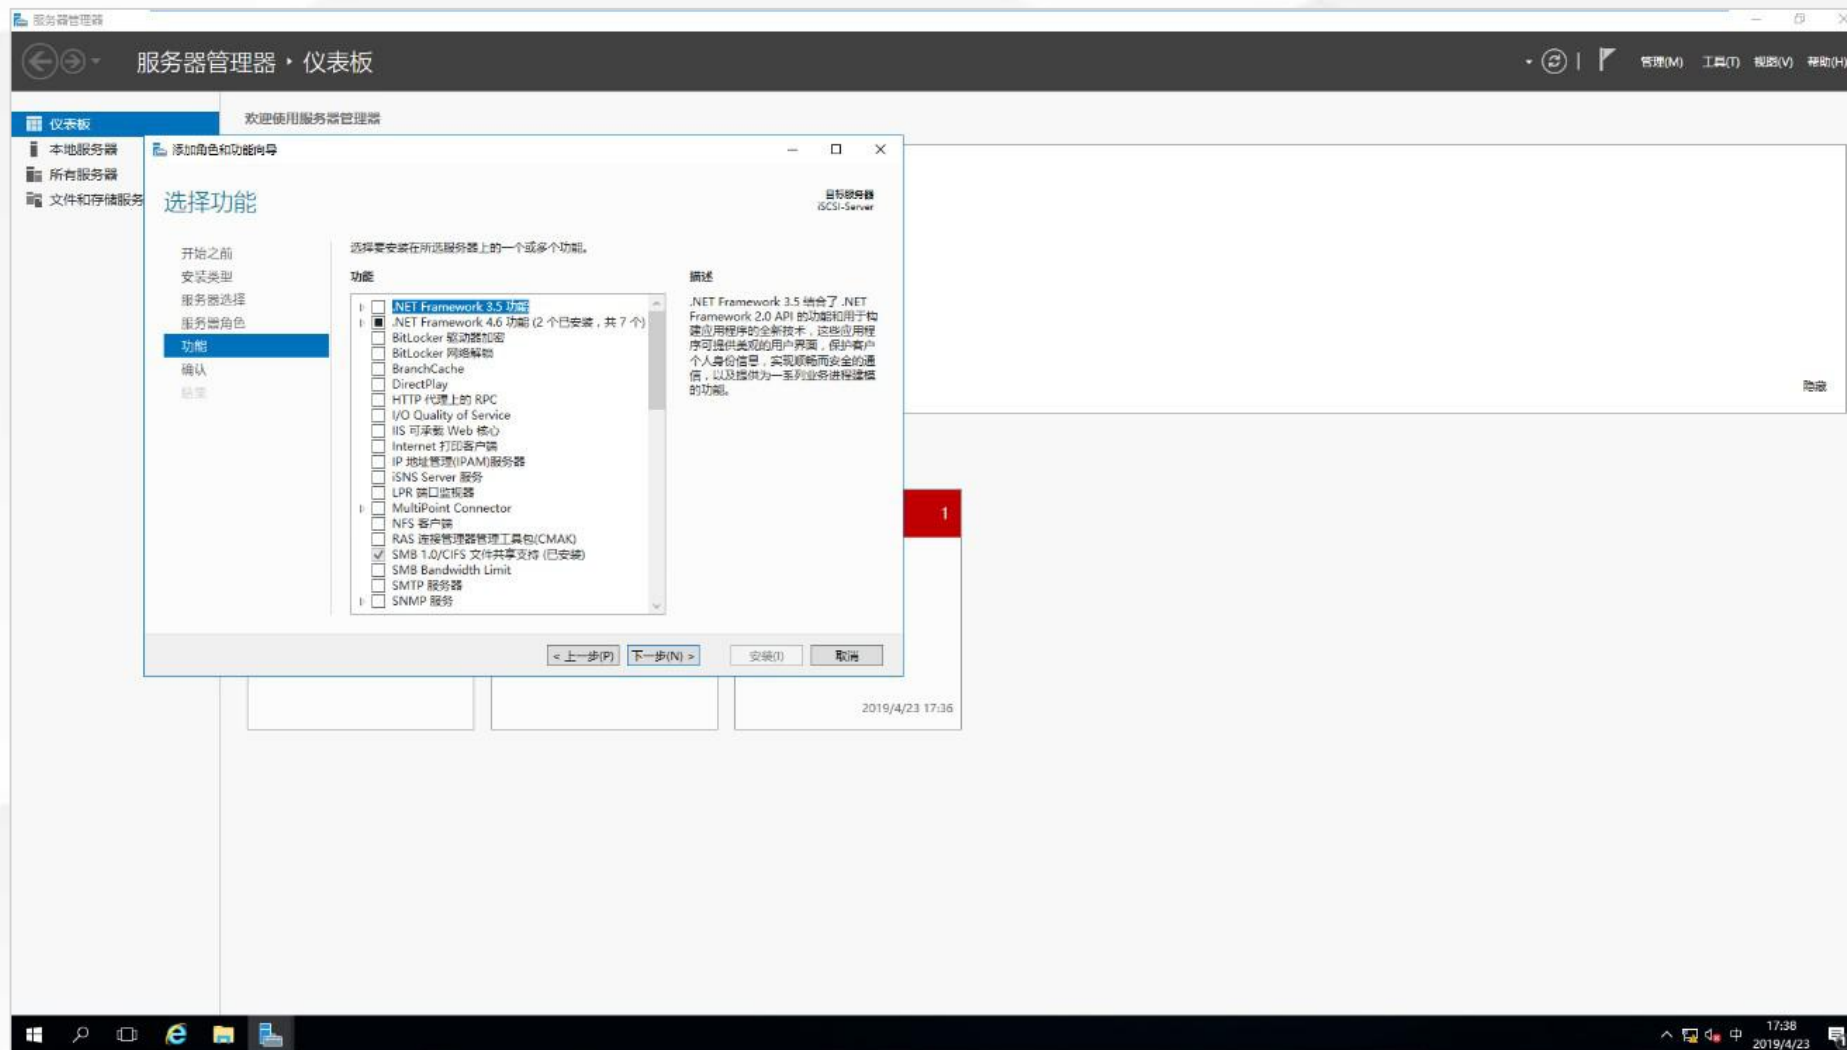 服务器管理器
服务器管理器 · 仪表板
管理(M) 工具(T) 视图(V) 帮助(H)
仪表板
本地服务器
所有服务器
文件和存储服务
欢迎使用服务器管理器
添加角色和功能向导
选择功能
目标服务器
iSCSI-Server
开始之前
安装类型
服务器选择
服务器角色
功能
确认
结果
选择要安装在所选服务器上的一个或多个功能。
功能
.NET Framework 3.5 功能
.NET Framework 4.6 功能 (2 个已安装，共 7 个)
BitLocker 驱动器加密
BitLocker 网络解锁
BranchCache
DirectPlay
HTTP 代理上的 RPC
I/O Quality of Service
IIS 可承载 Web 核心
Internet 打印客户端
IP 地址管理(IPAM)服务器
iSNS Server 服务
LPR 端口监视器
MultiPoint Connector
NFS 客户端
RAS 连接管理器管理工具包(CMAK)
SMB 1.0/CIFS 文件共享支持 (已安装)
SMB Bandwidth Limit
SMTP 服务器
SNMP 服务
描述
.NET Framework 3.5 结合了 .NET
Framework 2.0 API 的功能和用于构
建应用程序的全新技术，这些应用程
序可提供美观的用户界面，保护客户
个人身份信息，实现顺畅而安全的通
信，以及提供为一系列业务进程建模
的功能。
< 上一步(P) 下一步(N) > 安装(I) 取消
隐藏
1
2019/4/23 17:36
中
17:38
2019/4/23